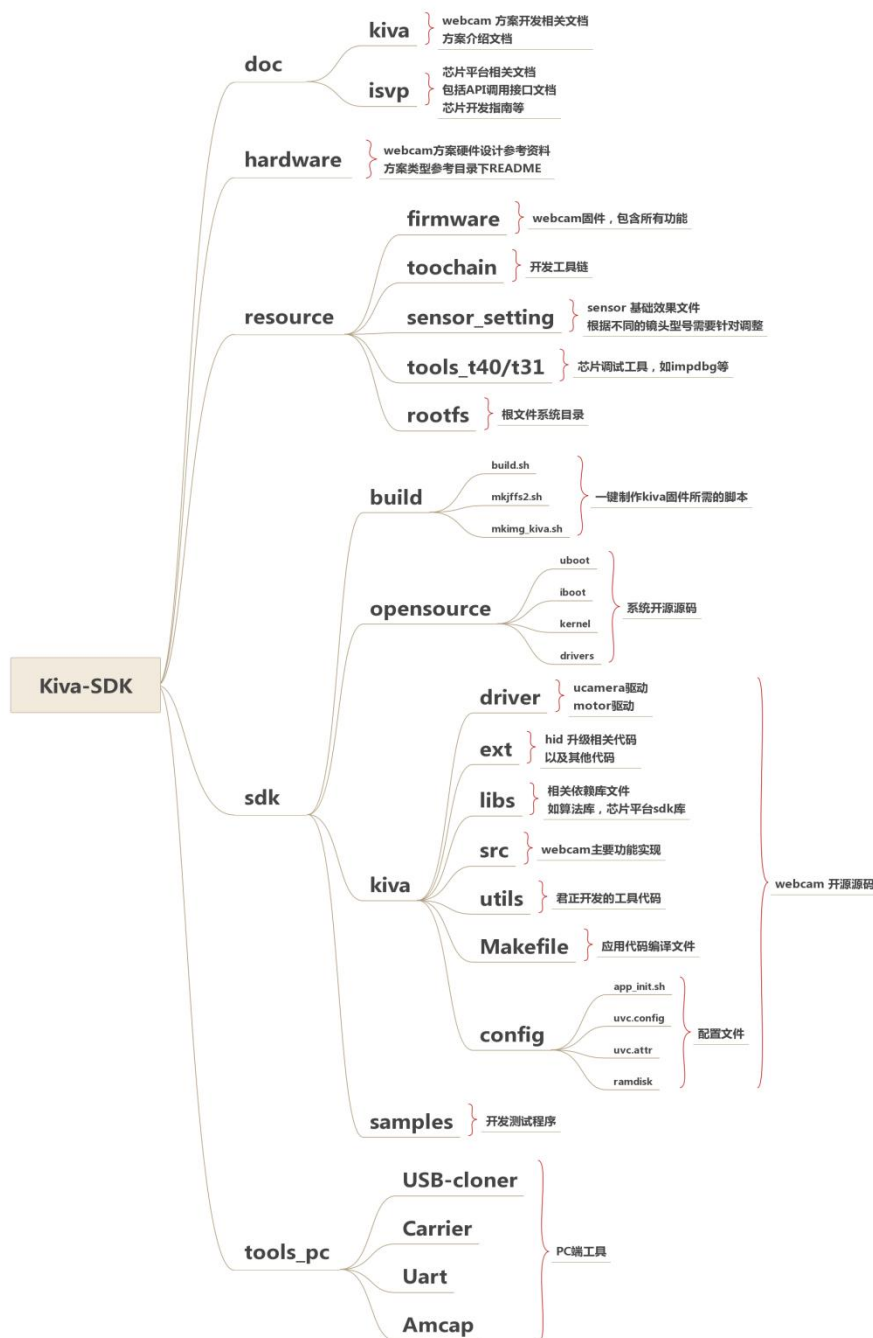 Kiva-SDK
doc
kiva
webcam 方案开发相关文档
方案介绍文档
isvp
芯片平台相关文档
包括API调用接口文档
芯片开发指南等
hardware
webcam方案硬件设计参考资料
方案类型参考目录下README
resource
firmware
webcam固件，包含所有功能
toochain
开发工具链
sensor_setting
sensor 基础效果文件
根据不同的镜头型号需要针对调整
tools_t40/t31
芯片调试工具，如impdbg等
rootfs
根文件系统目录
sdk
build
build.sh
mkjffs2.sh
mkimg_kiva.sh
一键制作kiva固件所需的脚本
opensource
uboot
iboot
kernel
drivers
系统开源源码
kiva
driver
ucamera驱动
motor驱动
ext
hid 升级相关代码
以及其他代码
libs
相关依赖库文件
如算法库，芯片平台sdk库
src
webcam主要功能实现
utils
君正开发的工具代码
Makefile
应用代码编译文件
config
app_init.sh
uvc.config
uvc.attr
ramdisk
配置文件
webcam 开源源码
samples
开发测试程序
tools_pc
USB-cloner
Carrier
Uart
Amcap
PC端工具